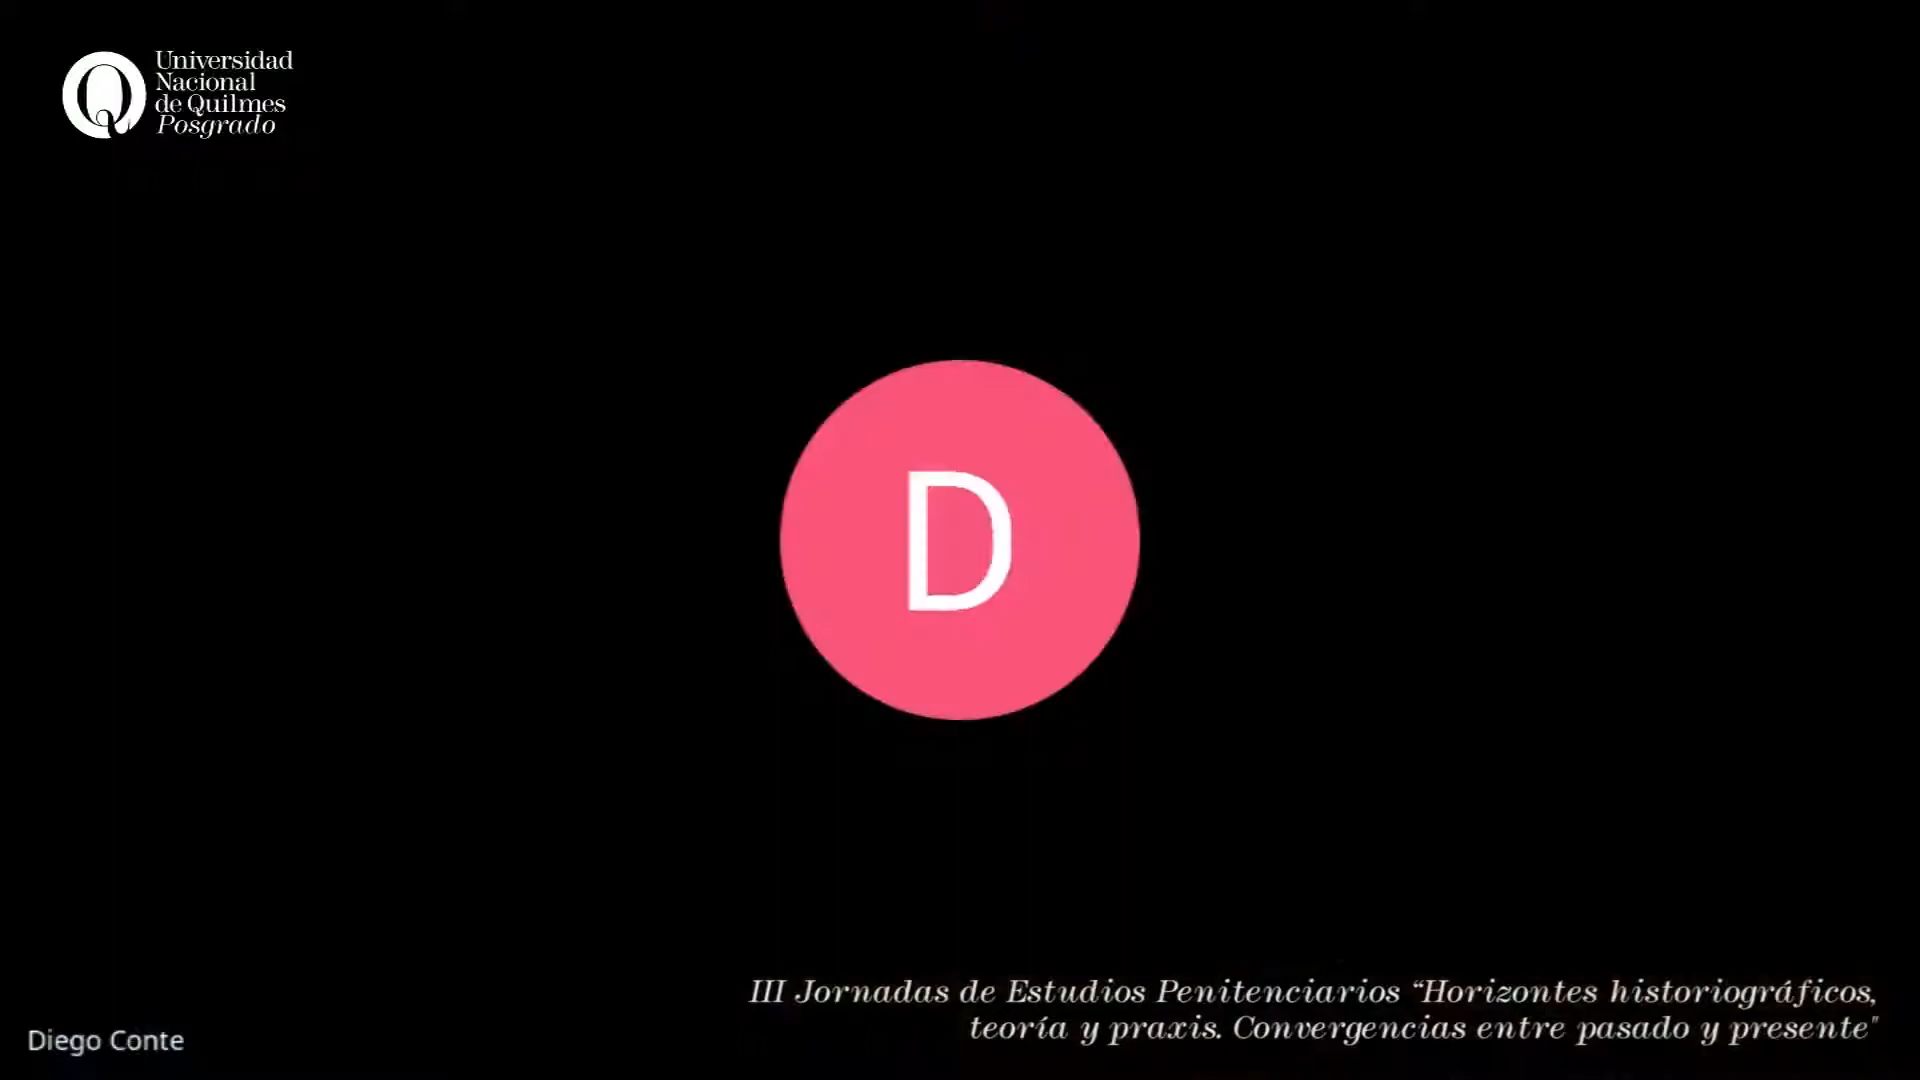 Universidad
Nacional
de Quilmes
Posgrado
D
III Jornadas de Estudios Penitenciarios “Horizontes historiográficos,
teoría y praxis. Convergencias entre pasado y presente"
Diego Conte